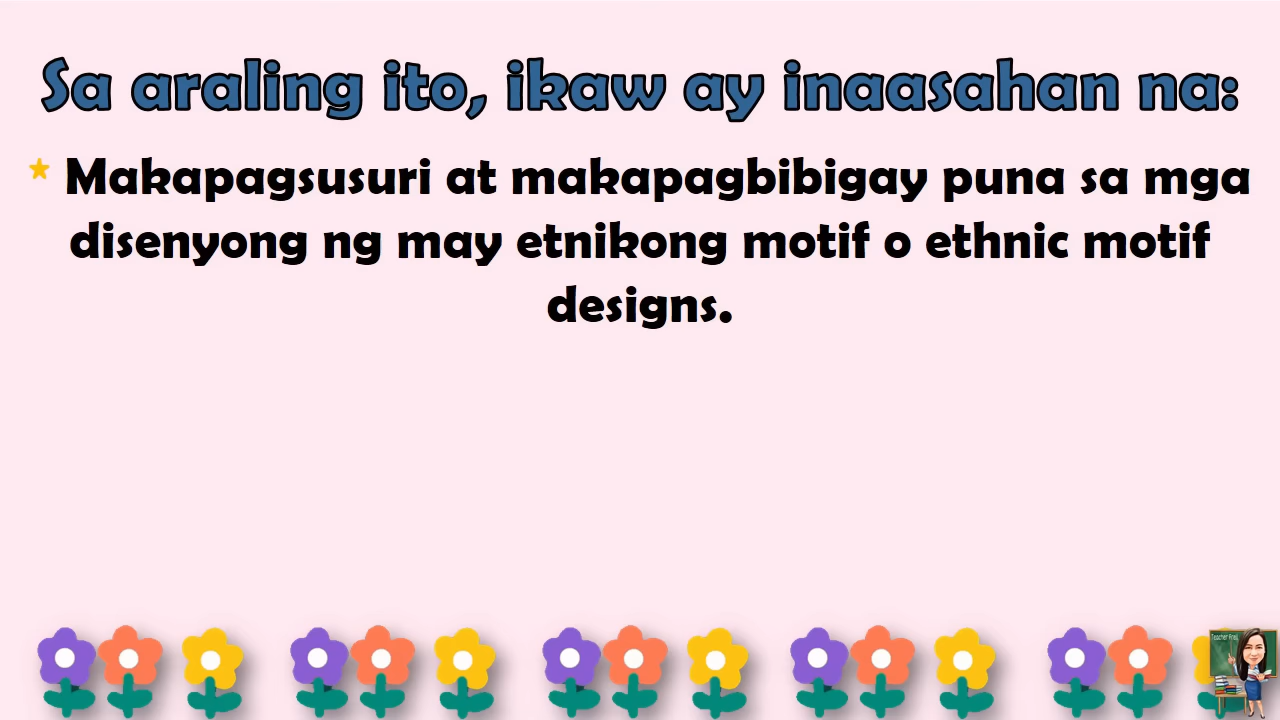 Sa araling ito, ikaw ay inaasahan na:
* Makapagsusuri at makapagbibigay puna sa mga
disenyong ng may etnikong motif o ethnic motif
designs.